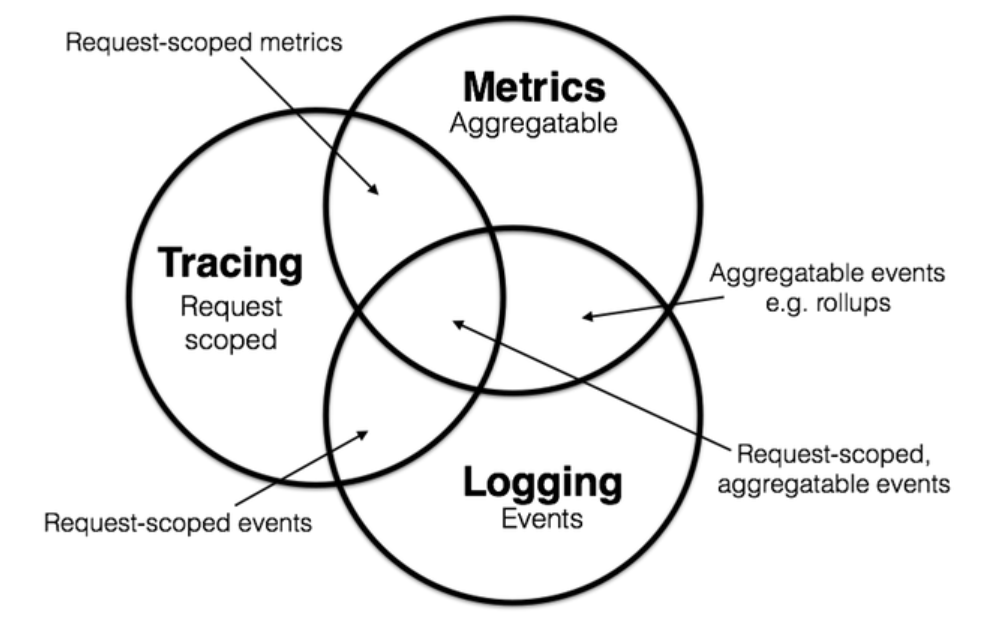 Request-scoped metrics
Metrics
Aggregatable
Tracing
Request
scoped
Aggregatable events
e.g. rollups
Request-scoped,
aggregatable events
Logging
Events
Request-scoped events